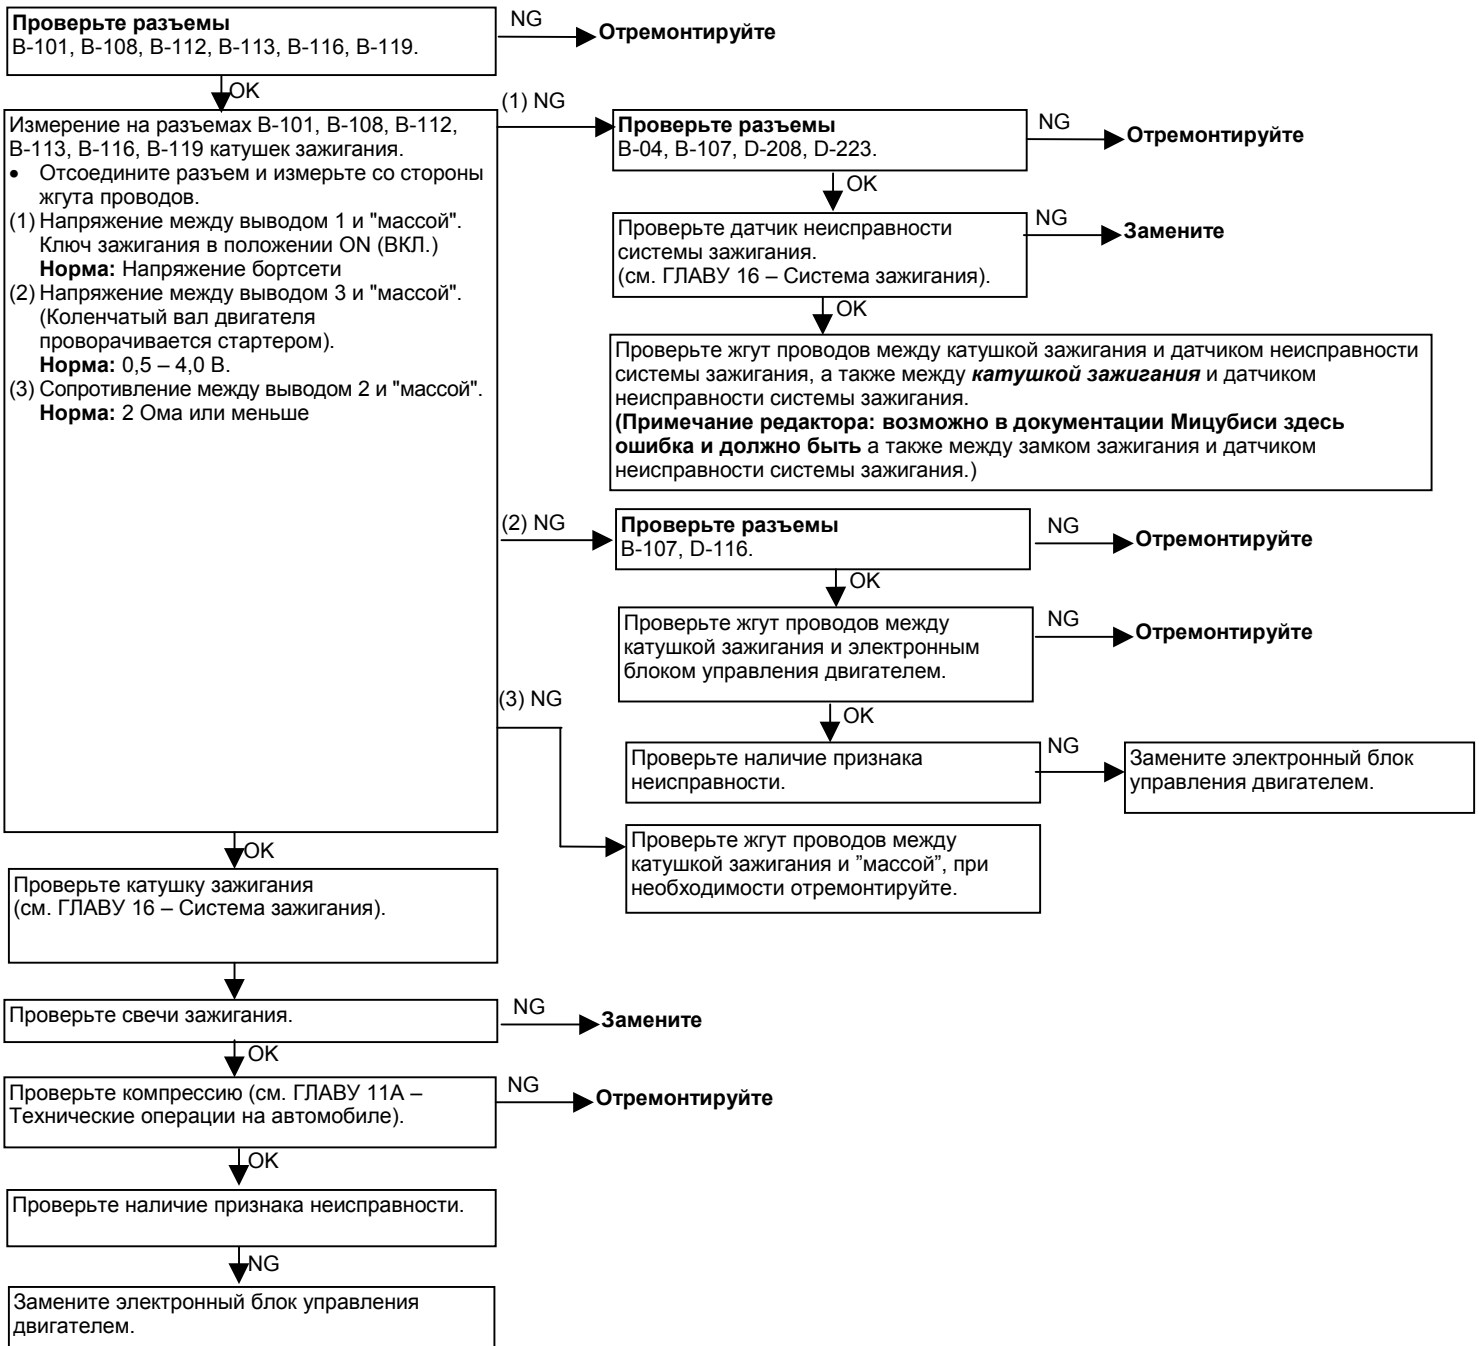 Проверьте разъемы
B-101, B-108, B-112, B-113, B-116, B-119.
NG
Отремонтируйте
OK
Измерение на разъемах B-101, B-108, B-112,
B-113, B-116, B-119 катушек зажигания.
• Отсоедините разъем и измерьте со стороны
жгута проводов.
(1) Напряжение между выводом 1 и "массой".
Ключ зажигания в положении ON (ВКЛ.)
Норма: Напряжение бортсети
(2) Напряжение между выводом 3 и "массой".
(Коленчатый вал двигателя
проворачивается стартером).
Норма: 0,5 – 4,0 В.
(3) Сопротивление между выводом 2 и "массой".
Норма: 2 Ома или меньше
(1) NG
Проверьте разъемы
B-04, B-107, D-208, D-223.
NG
Отремонтируйте
OK
Проверьте датчик неисправности
системы зажигания.
(см. ГЛАВУ 16 – Система зажигания).
NG
Замените
OK
Проверьте жгут проводов между катушкой зажигания и датчиком неисправности
системы зажигания, а также между катушкой зажигания и датчиком
неисправности системы зажигания.
(Примечание редактора: возможно в документации Мицубиси здесь
ошибка и должно быть а также между замком зажигания и датчиком
неисправности системы зажигания.)
(2) NG
Проверьте разъемы
B-107, D-116.
NG
Отремонтируйте
OK
Проверьте жгут проводов между
катушкой зажигания и электронным
блоком управления двигателем.
NG
Отремонтируйте
OK
Проверьте наличие признака
неисправности.
NG
Замените электронный блок
управления двигателем.
(3) NG
Проверьте жгут проводов между
катушкой зажигания и ”массой”, при
необходимости отремонтируйте.
OK
Проверьте катушку зажигания
(см. ГЛАВУ 16 – Система зажигания).
Проверьте свечи зажигания.
NG
Замените
OK
Проверьте компрессию (см. ГЛАВУ 11А –
Технические операции на автомобиле).
NG
Отремонтируйте
OK
Проверьте наличие признака неисправности.
NG
Замените электронный блок управления
двигателем.